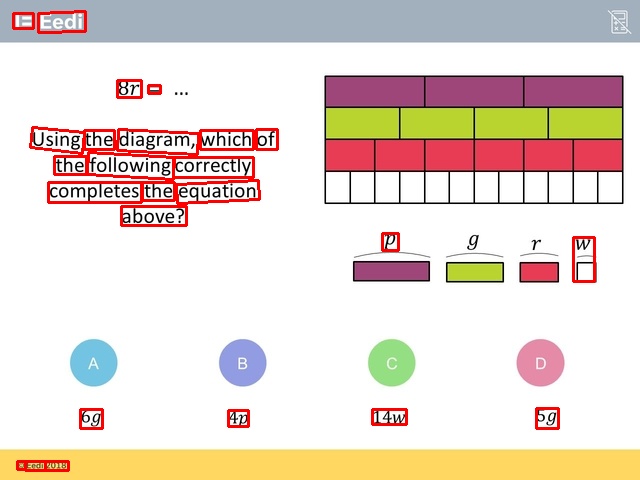 Eedi
8r = ...
Using the diagram, which of
the following correctly
completes the equation
above?
p g r w
A B C D
6g 4p 14w 5g
© Eedi 2018